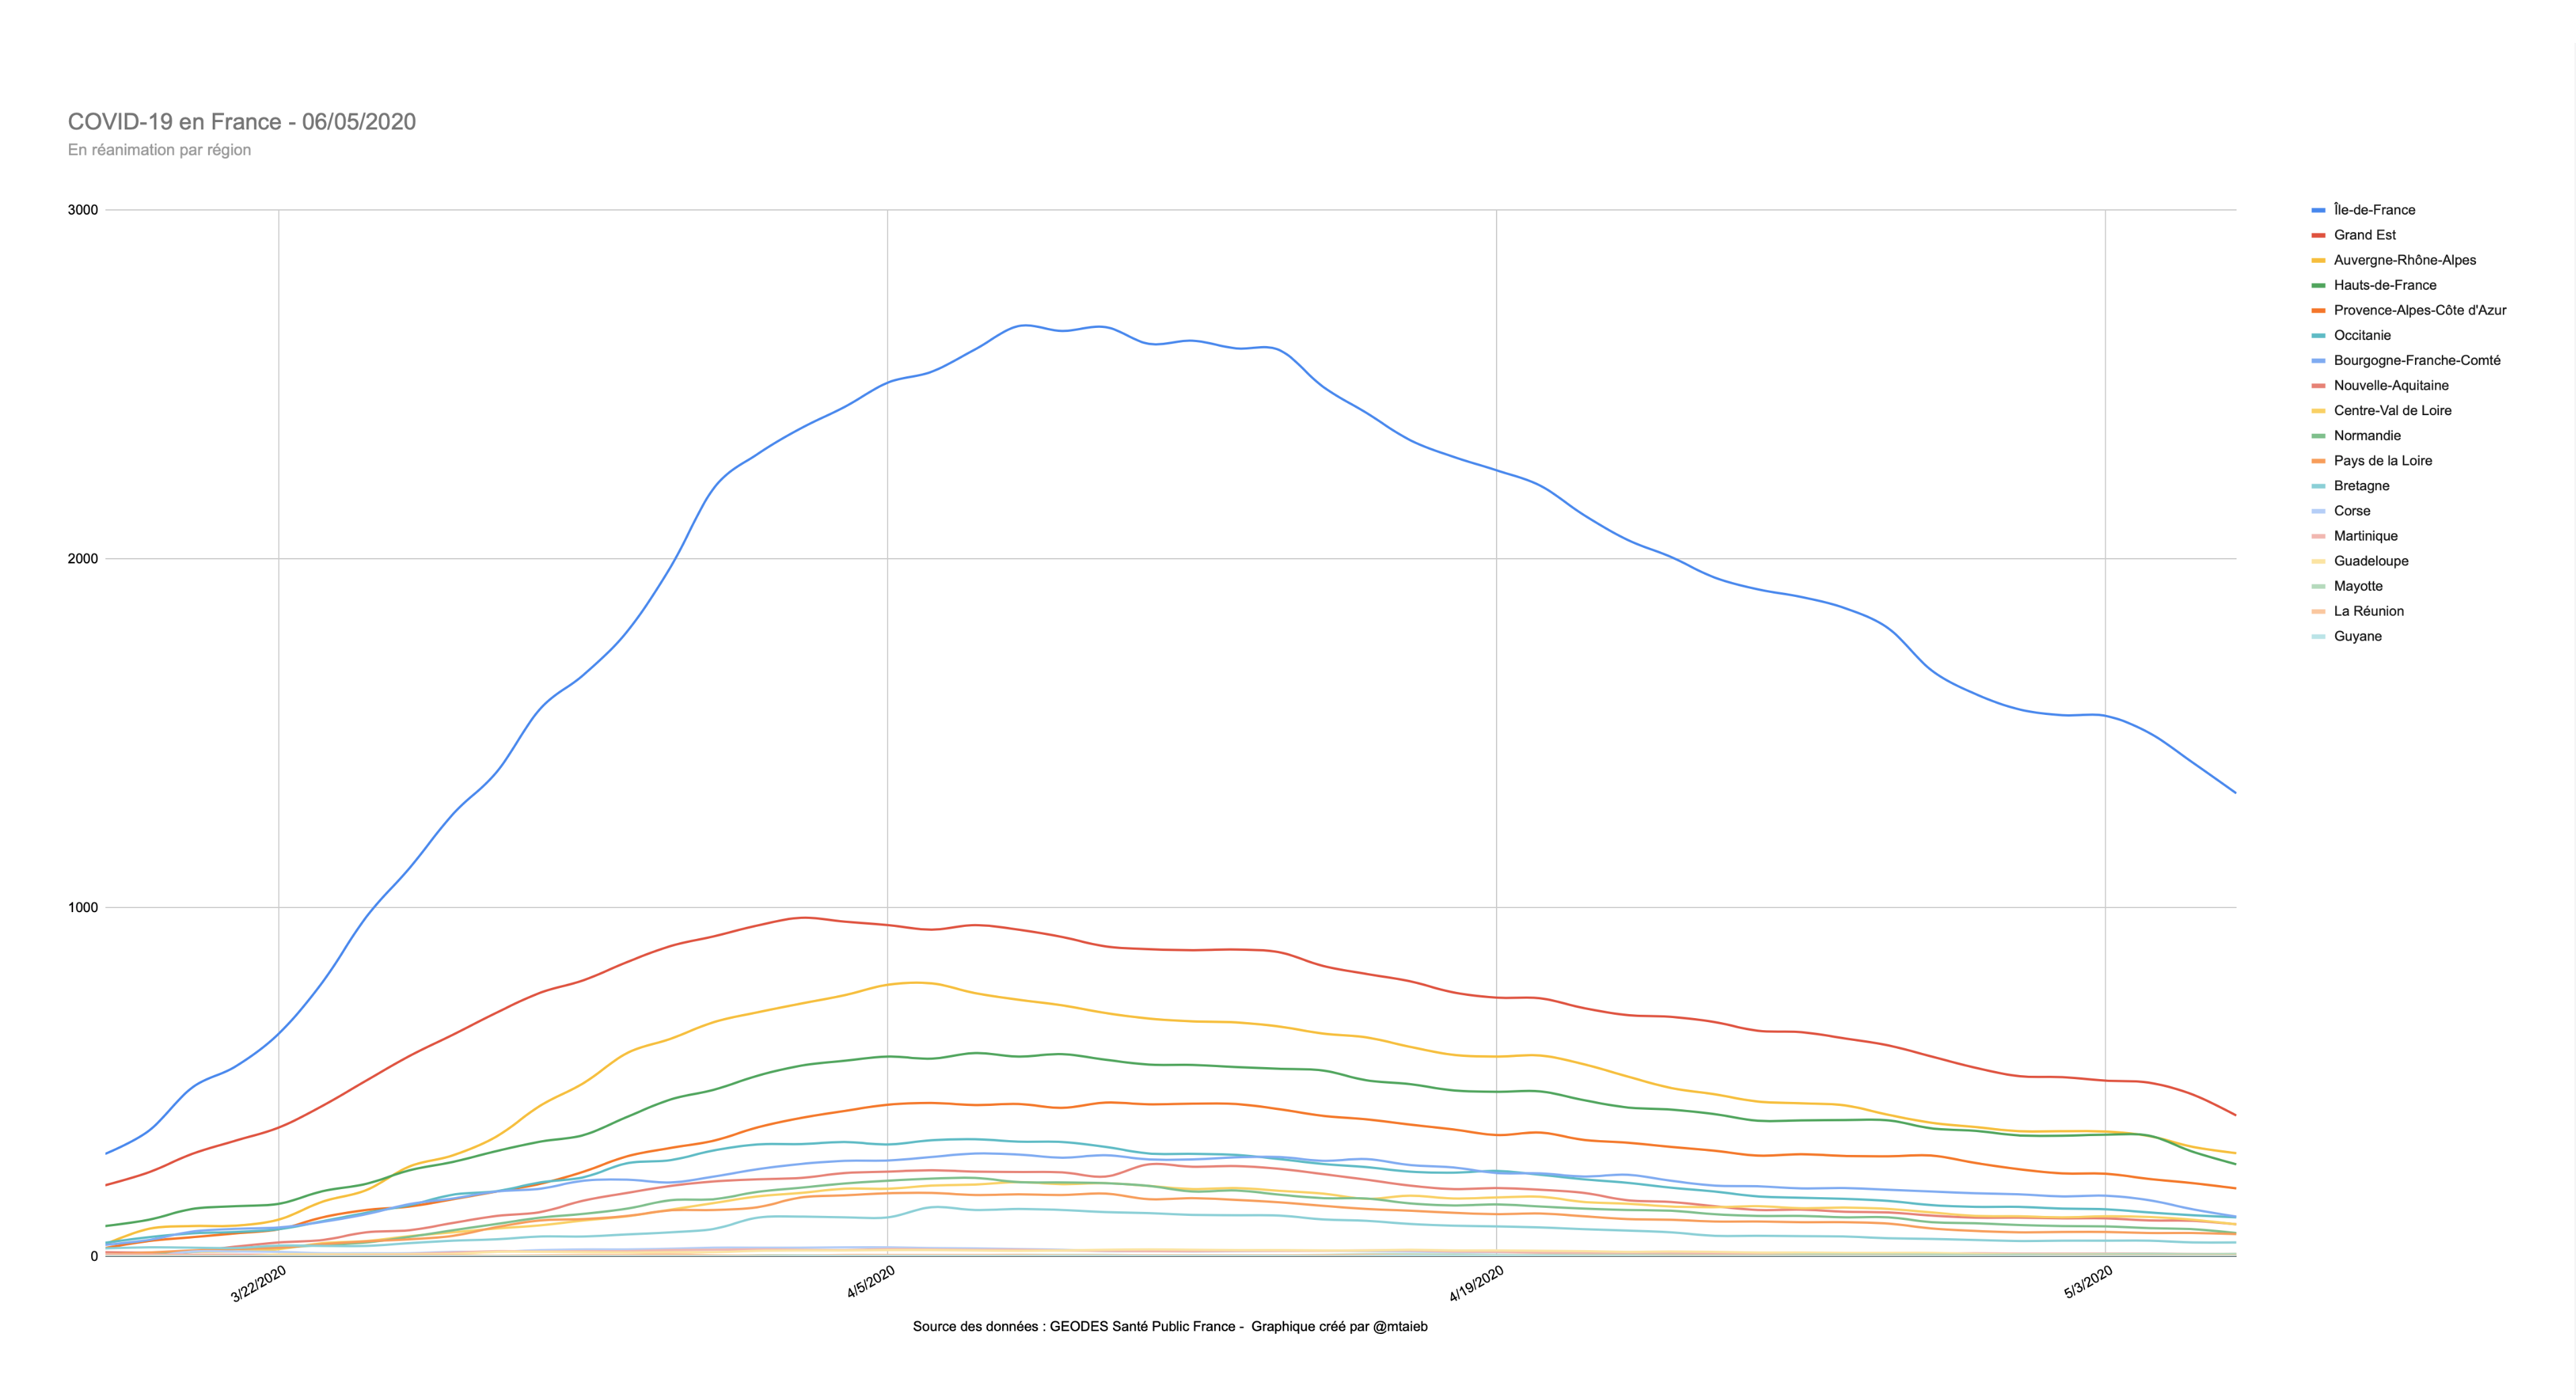 COVID-19 en France - 06/05/2020
En réanimation par région
3000
2000
1000
0
3/22/2020
4/5/2020
4/19/2020
5/3/2020
Île-de-France
Grand Est
Auvergne-Rhône-Alpes
Hauts-de-France
Provence-Alpes-Côte d'Azur
Occitanie
Bourgogne-Franche-Comté
Nouvelle-Aquitaine
Centre-Val de Loire
Normandie
Pays de la Loire
Bretagne
Corse
Martinique
Guadeloupe
Mayotte
La Réunion
Guyane
Source des données : GEODES Santé Public France -  Graphique créé par @mtaieb